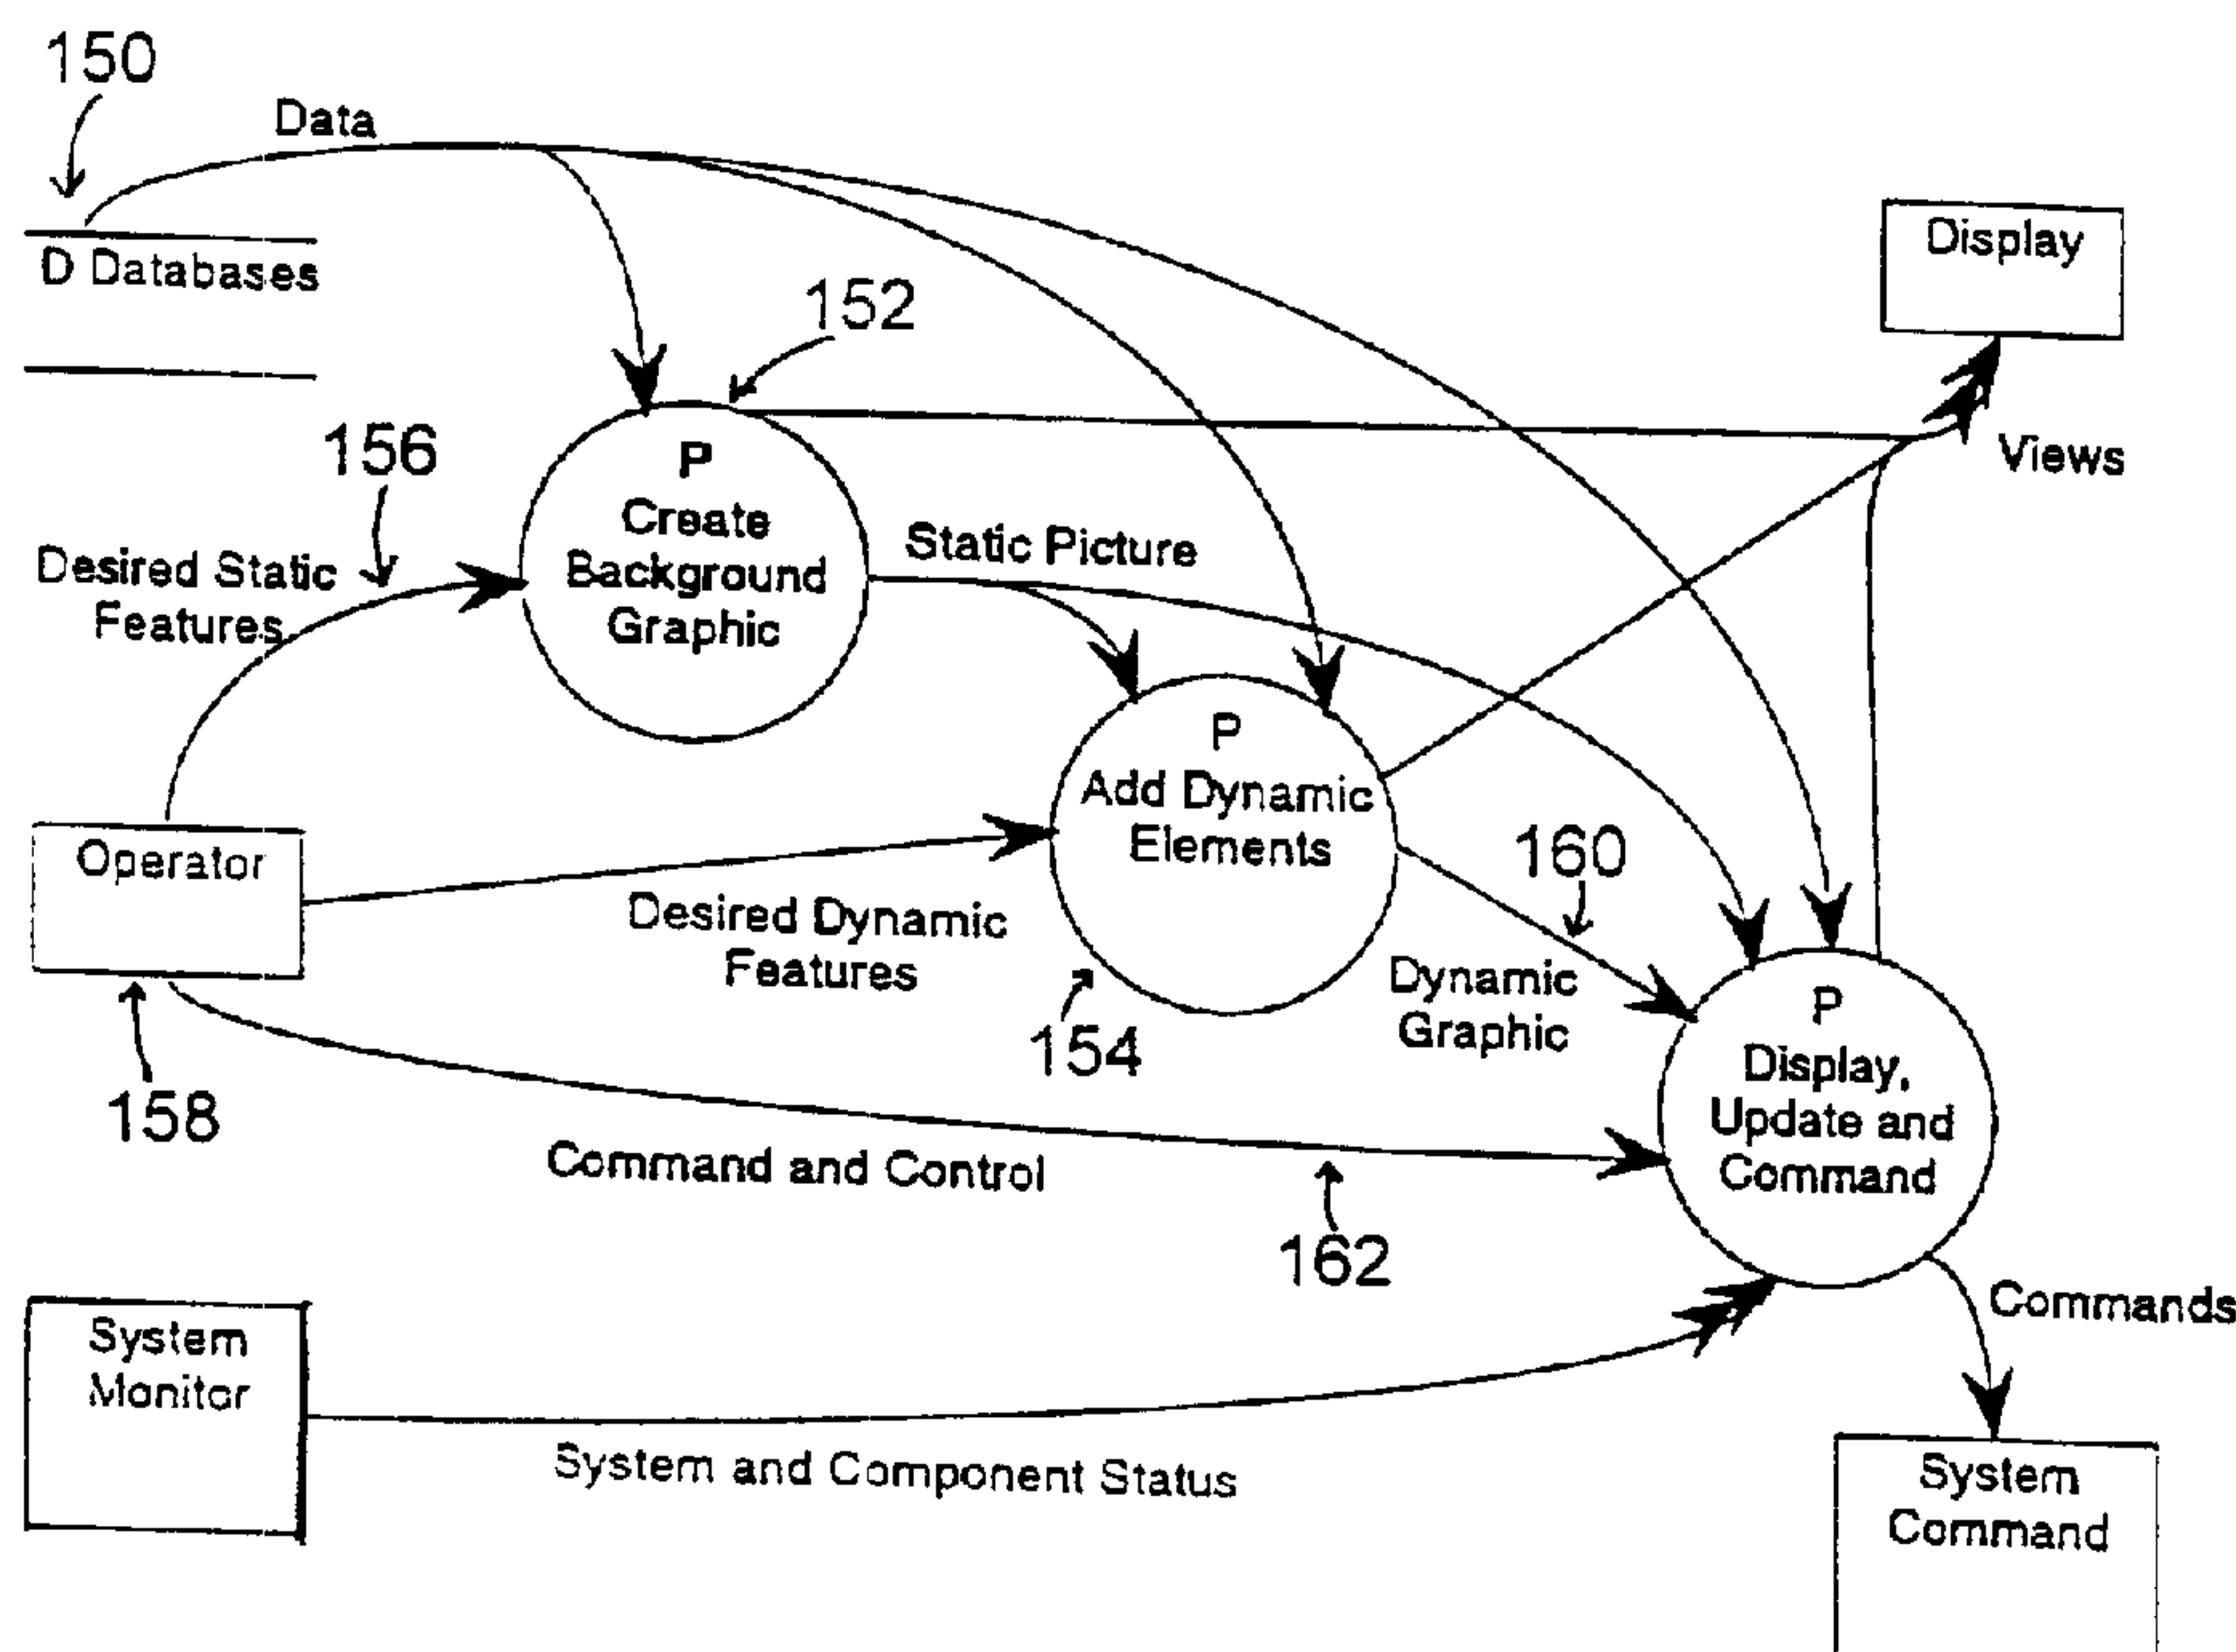 150
Data
D Databases
Display
152
156
Views
P
Create
Background
Graphic
Static Picture
Desired Static
Features
P
Add Dynamic
Elements
Operator
160
Desired Dynamic
Features
Dynamic
Graphic
154
158
P
Display,
Update and
Command
Command and Control
162
Commands
System
Monitor
System and Component Status
System
Command